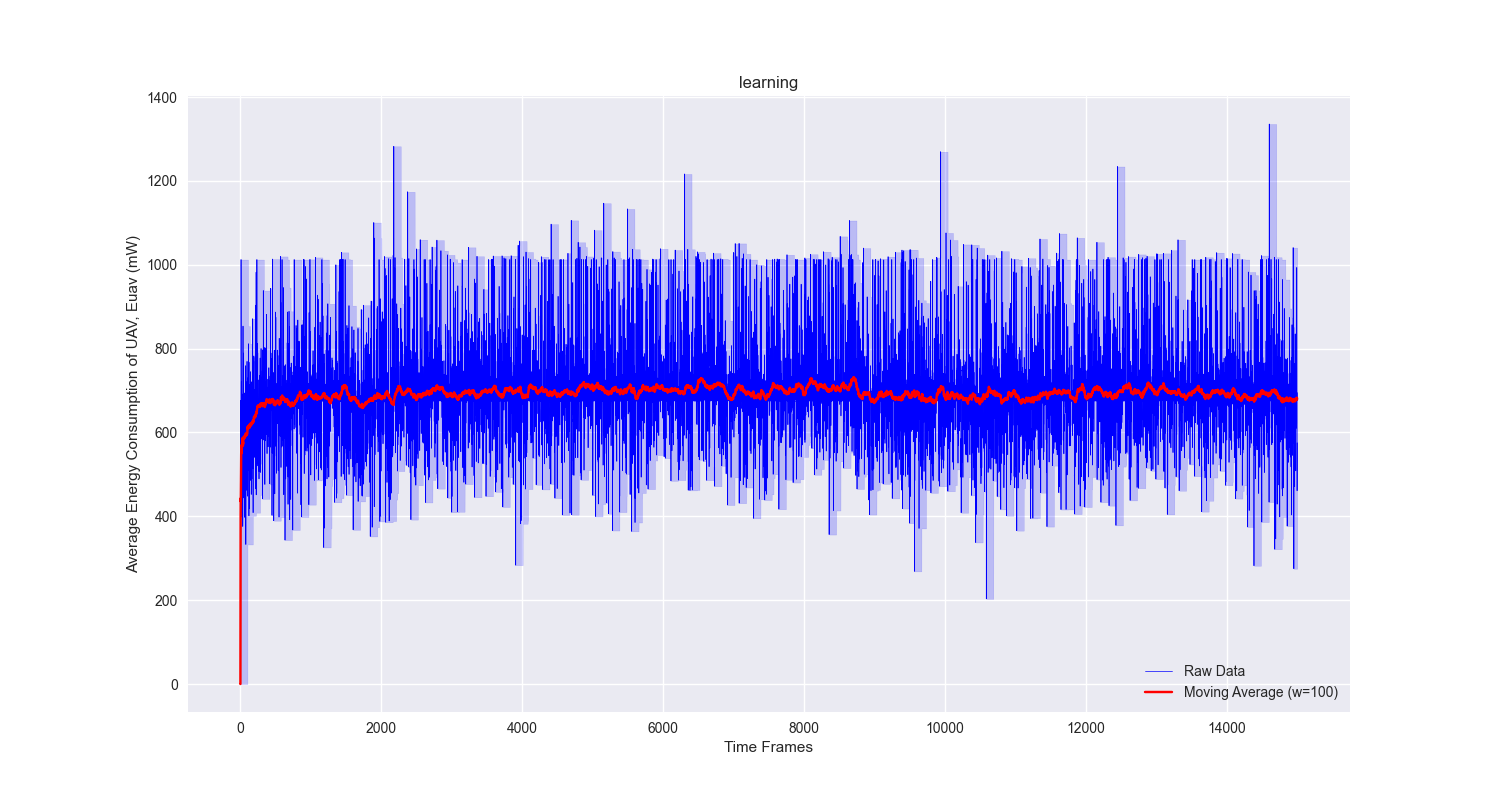 learning
Average Energy Consumption of UAV, Euav (mW)
1400
1200
1000
800
600
400
200
0
0 2000 4000 6000 8000 10000 12000 14000
Time Frames
Raw Data
Moving Average (w=100)